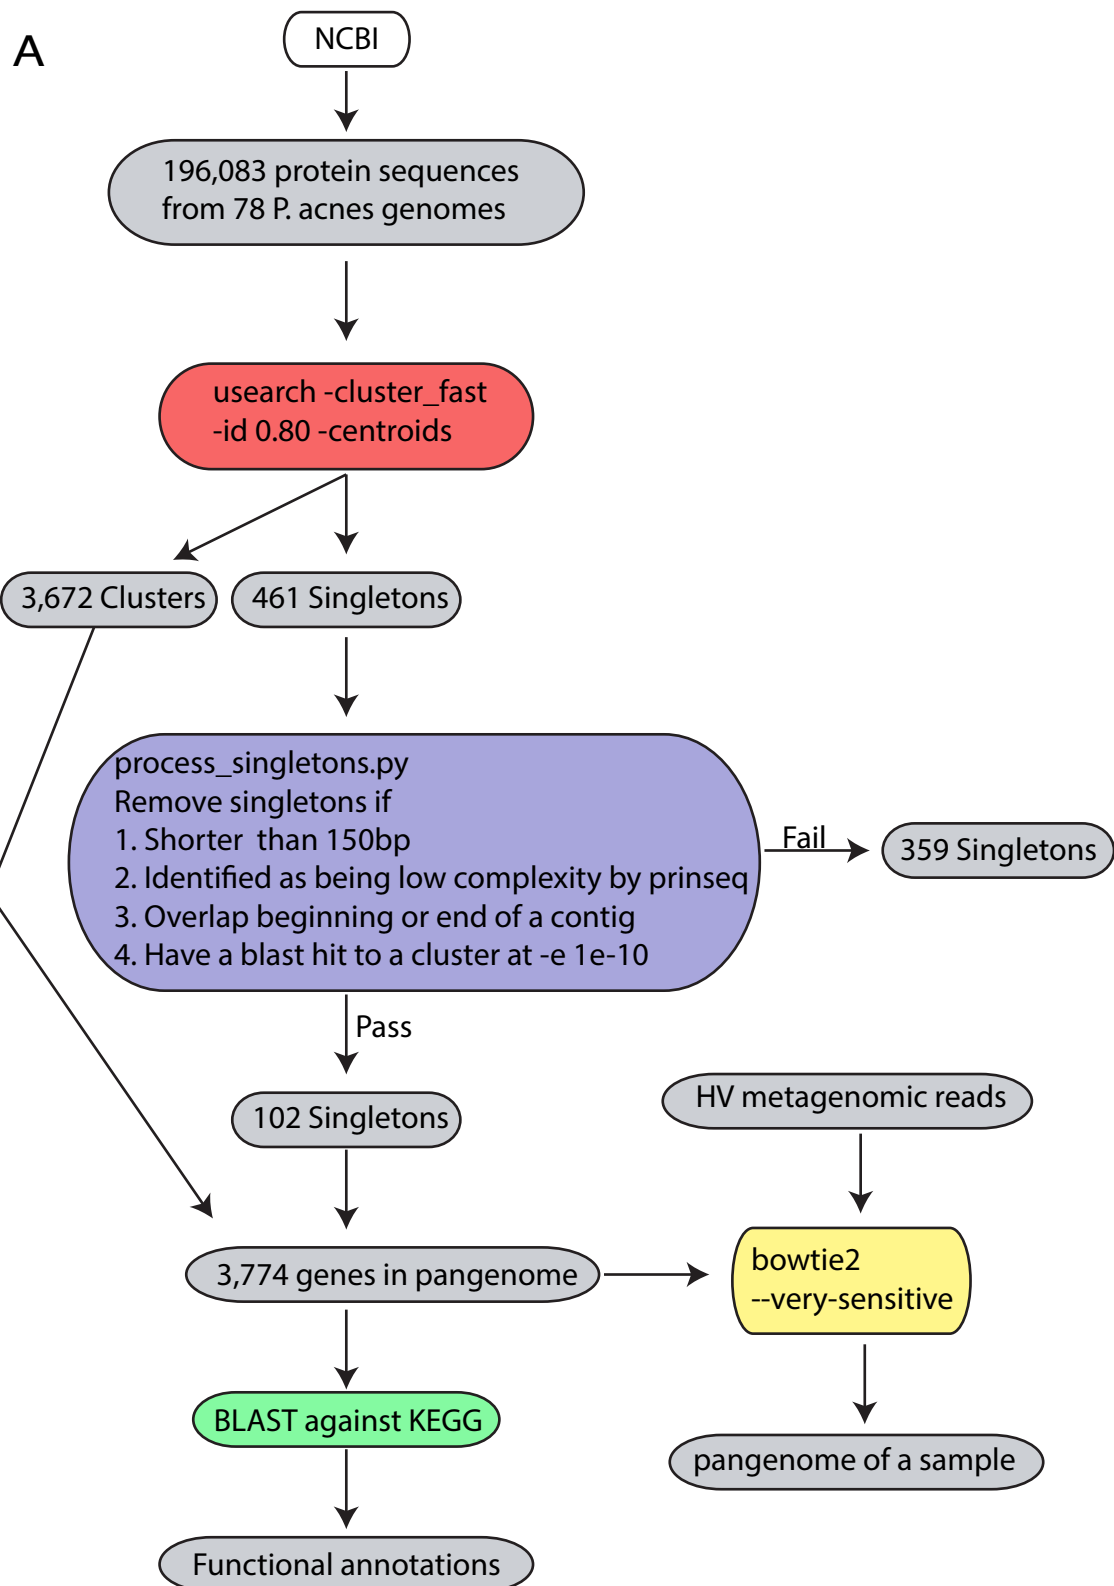 A
NCBI
196,083 protein sequences
from 78 P. acnes genomes
usearch -cluster_fast
-id 0.80 -centroids
3,672 Clusters
461 Singletons
process_singletons.py
Remove singletons if
1. Shorter than 150bp
2. Identified as being low complexity by prinseq
3. Overlap beginning or end of a contig
4. Have a blast hit to a cluster at -e 1e-10
Fail
359 Singletons
Pass
102 Singletons
HV metagenomic reads
3,774 genes in pangenome
bowtie2
--very-sensitive
BLAST against KEGG
pangenome of a sample
Functional annotations